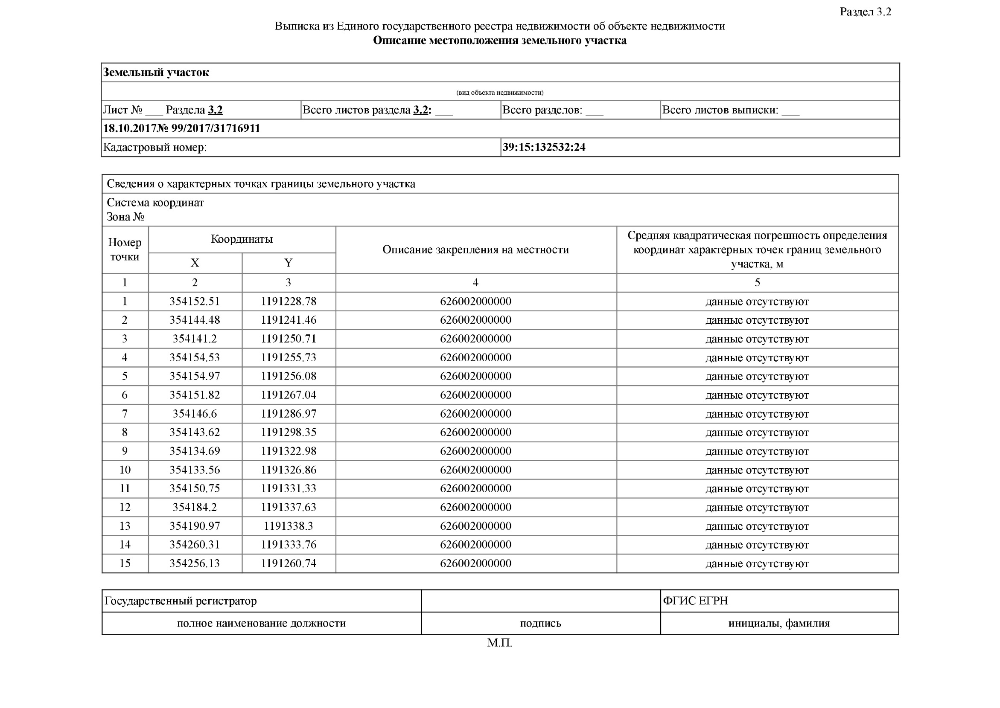 Раздел 3.2
Выписка из Единого государственного реестра недвижимости об объекте недвижимости
Описание местоположения земельного участка
Земельный участок
(вид объекта недвижимости)
Лист № ___ Раздела 3.2 Всего листов раздела 3.2: ___ Всего разделов: ___ Всего листов выписки: ___
18.10.2017№ 99/2017/31716911
Кадастровый номер: 39:15:132532:24
Сведения о характерных точках границы земельного участка
Система координат
Зона №
Номер точки Координаты Описание закрепления на местности Средняя квадратическая погрешность определения координат характерных точек границ земельного участка, м
X Y
1 2 3 4 5
1 354152.51 1191228.78 626002000000 данные отсутствуют
2 354144.48 1191241.46 626002000000 данные отсутствуют
3 354141.2 1191250.71 626002000000 данные отсутствуют
4 354154.53 1191255.73 626002000000 данные отсутствуют
5 354154.97 1191256.08 626002000000 данные отсутствуют
6 354151.82 1191267.04 626002000000 данные отсутствуют
7 354146.6 1191286.97 626002000000 данные отсутствуют
8 354143.62 1191298.35 626002000000 данные отсутствуют
9 354134.69 1191322.98 626002000000 данные отсутствуют
10 354133.56 1191326.86 626002000000 данные отсутствуют
11 354150.75 1191331.33 626002000000 данные отсутствуют
12 354184.2 1191337.63 626002000000 данные отсутствуют
13 354190.97 1191338.3 626002000000 данные отсутствуют
14 354260.31 1191333.76 626002000000 данные отсутствуют
15 354256.13 1191260.74 626002000000 данные отсутствуют
Государственный регистратор ФГИС ЕГРН
полное наименование должности подпись инициалы, фамилия
М.П.